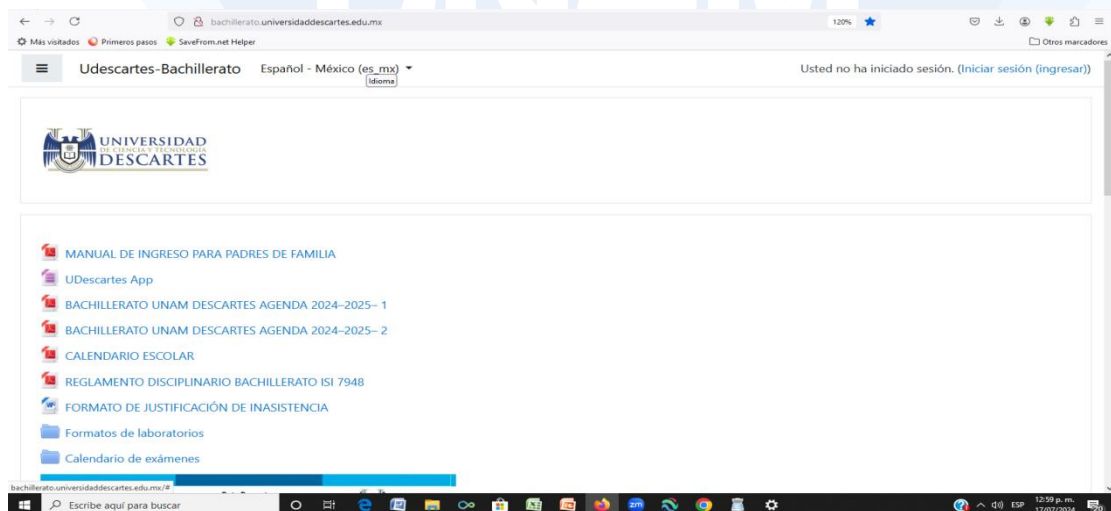 bachillerato.universidaddescartes.edu.mx
120%
Más visitados Primeros pasos SaveFrom.net Helper Otros marcadores
Udescartes-Bachillerato Español - México (es_mx) Usted no ha iniciado sesión. (Iniciar sesión (ingresar))
Idioma
UNIVERSIDAD
DE CIENCIA Y TECNOLOGÍA
DESCARTES
MANUAL DE INGRESO PARA PADRES DE FAMILIA
UDescartes App
BACHILLERATO UNAM DESCARTES AGENDA 2024–2025– 1
BACHILLERATO UNAM DESCARTES AGENDA 2024–2025– 2
CALENDARIO ESCOLAR
REGLAMENTO DISCIPLINARIO BACHILLERATO ISI 7948
FORMATO DE JUSTIFICACIÓN DE INASISTENCIA
Formatos de laboratorios
Calendario de exámenes
bachillerato.universidaddescartes.edu.mx/#
Escribe aquí para buscar zm ESP 12:59 p. m.
17/07/2024